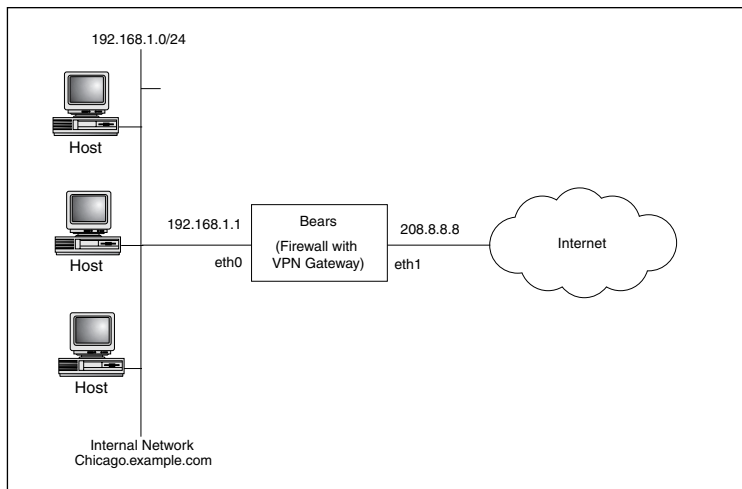 192.168.1.0/24
Host
192.168.1.1
Bears
208.8.8.8
(Firewall with
VPN Gateway)
Internet
Host
eth0
eth1
Host
Internal Network
Chicago.example.com